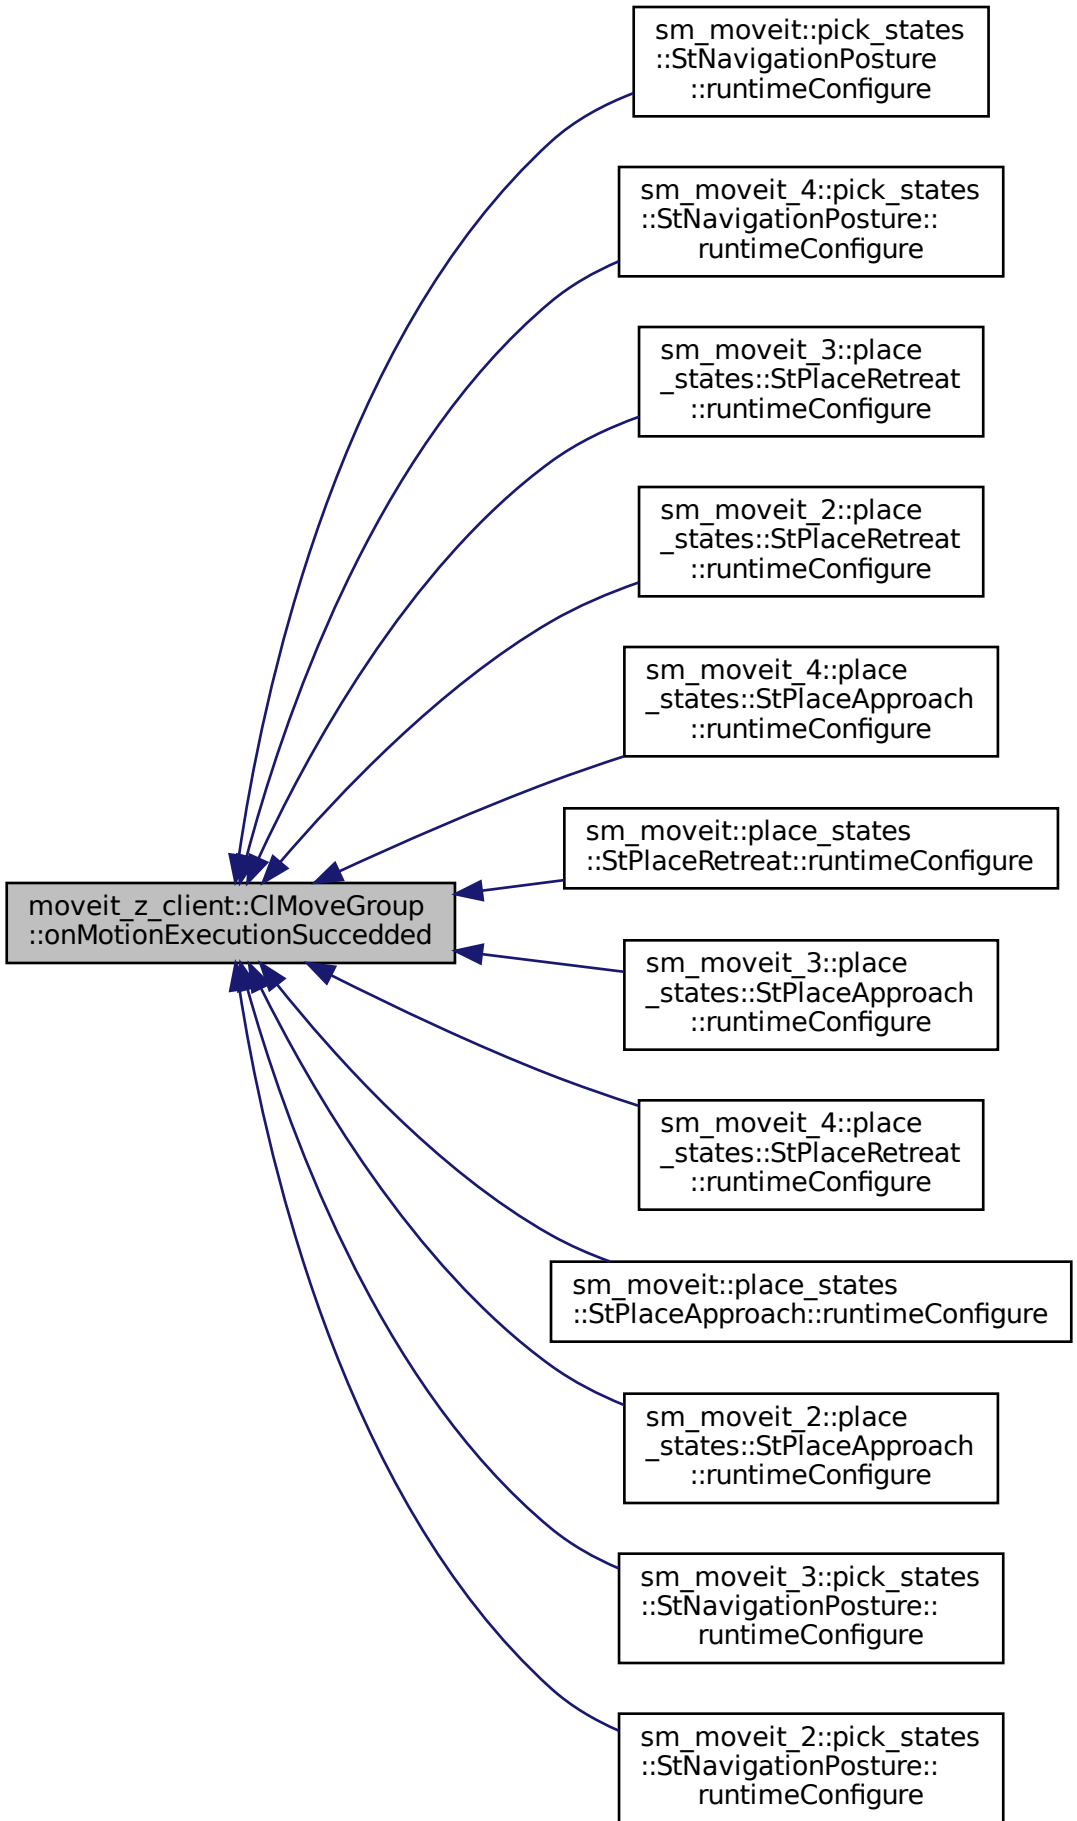 sm_moveit::pick_states
::StNavigationPosture
::runtimeConfigure
sm_moveit_4::pick_states
::StNavigationPosture::
runtimeConfigure
sm_moveit_3::place
_states::StPlaceRetreat
::runtimeConfigure
sm_moveit_2::place
_states::StPlaceRetreat
::runtimeConfigure
sm_moveit_4::place
_states::StPlaceApproach
::runtimeConfigure
sm_moveit::place_states
::StPlaceRetreat::runtimeConfigure
moveit_z_client::ClMoveGroup
::onMotionExecutionSuccedded
sm_moveit_3::place
_states::StPlaceApproach
::runtimeConfigure
sm_moveit_4::place
_states::StPlaceRetreat
::runtimeConfigure
sm_moveit::place_states
::StPlaceApproach::runtimeConfigure
sm_moveit_2::place
_states::StPlaceApproach
::runtimeConfigure
sm_moveit_3::pick_states
::StNavigationPosture::
runtimeConfigure
sm_moveit_2::pick_states
::StNavigationPosture::
runtimeConfigure